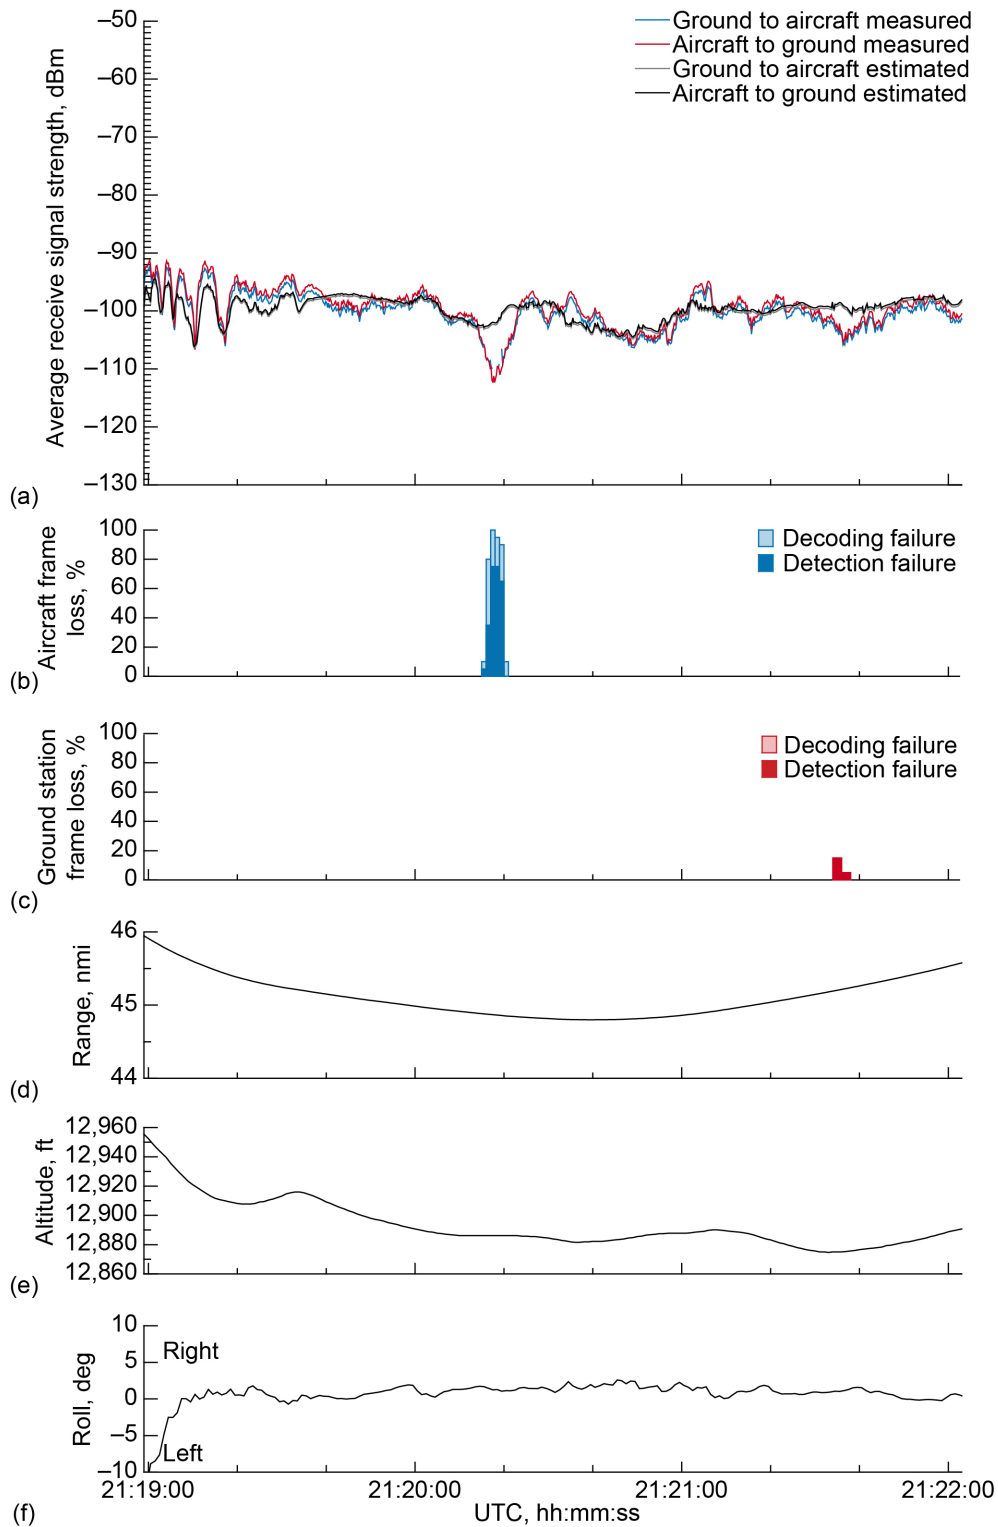 Ground to aircraft measured
Aircraft to ground measured
Ground to aircraft estimated
Aircraft to ground estimated
Average receive signal strength, dBm
–50
–60
–70
–80
–90
–100
–110
–120
–130
(a)
Aircraft frame
loss, %
100
80
60
40
20
0
Decoding failure
Detection failure
(b)
Ground station
frame loss, %
100
80
60
40
20
0
Decoding failure
Detection failure
(c)
Range, nmi
46
45
44
(d)
Altitude, ft
12,960
12,940
12,920
12,900
12,880
12,860
(e)
Roll, deg
10
5
0
–5
–10
Right
Left
21:19:00 21:20:00 21:21:00 21:22:00
UTC, hh:mm:ss
(f)